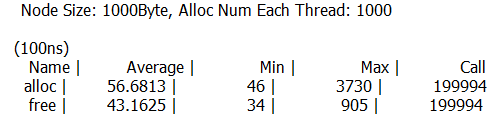 Node Size: 1000Byte, Alloc Num Each Thread: 1000
(100ns)
Name | Average | Min | Max | Call
alloc | 56.6813 | 46 | 3730 | 199994
free | 43.1625 | 34 | 905 | 199994